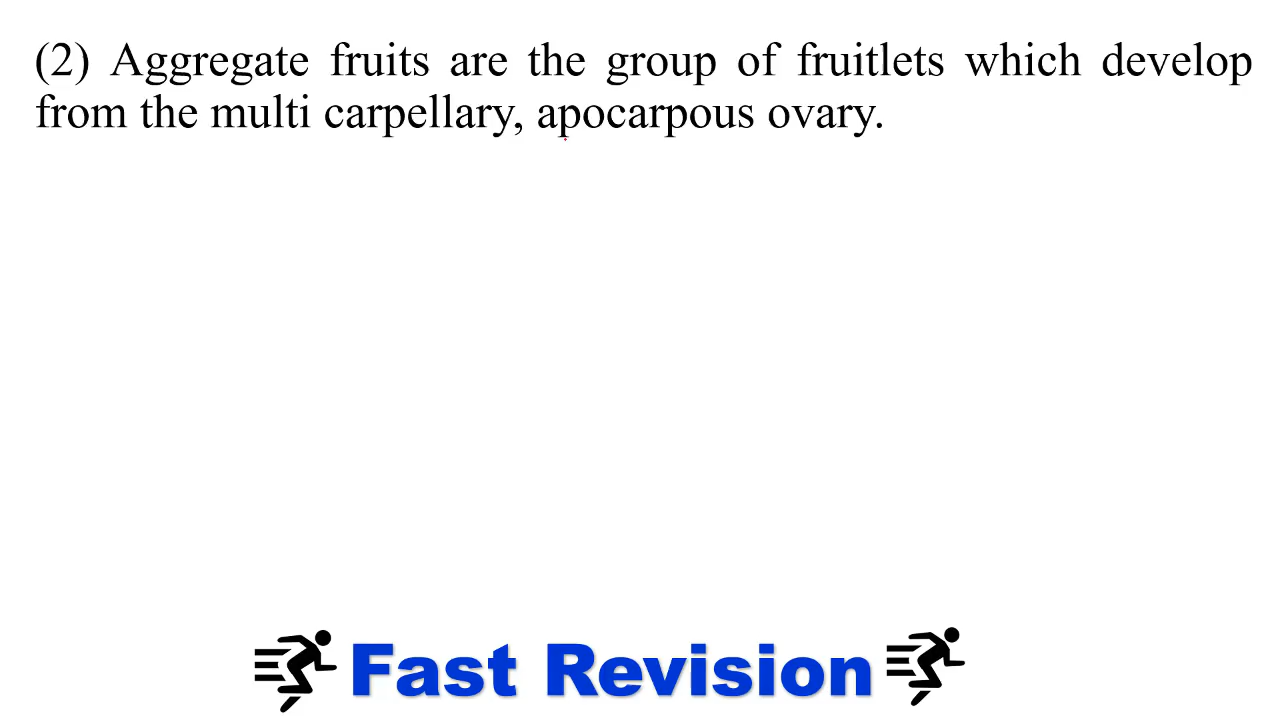 (2) Aggregate fruits are the group of fruitlets which develop
from the multi carpellary, apocarpous ovary.
Fast Revision